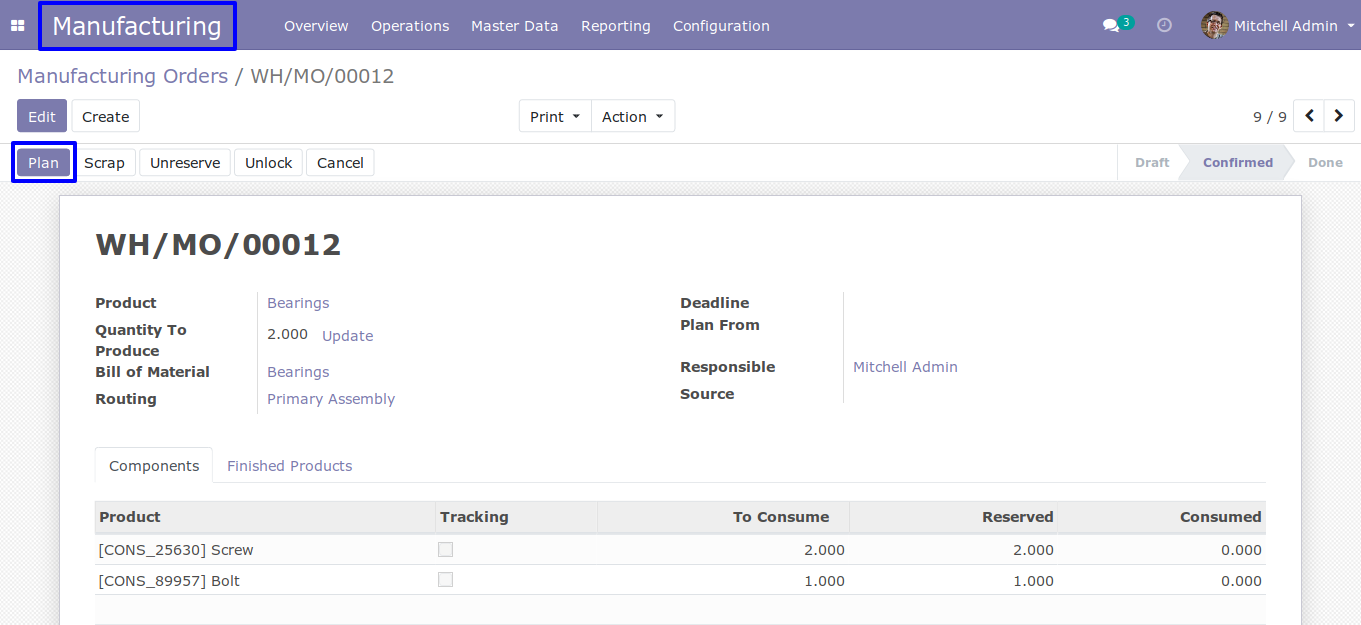 Manufacturing Overview Operations Master Data Reporting Configuration 3 Mitchell Admin
Manufacturing Orders / WH/MO/00012
Edit Create Print Action 9 / 9
Plan Scrap Unreserve Unlock Cancel Draft Confirmed Done
WH/MO/00012
Product Bearings Deadline
Quantity To Produce 2.000 Update Plan From
Bill of Material Bearings Responsible Mitchell Admin
Routing Primary Assembly Source
Components Finished Products
Product Tracking To Consume Reserved Consumed
[CONS_25630] Screw 2.000 2.000 0.000
[CONS_89957] Bolt 1.000 1.000 0.000